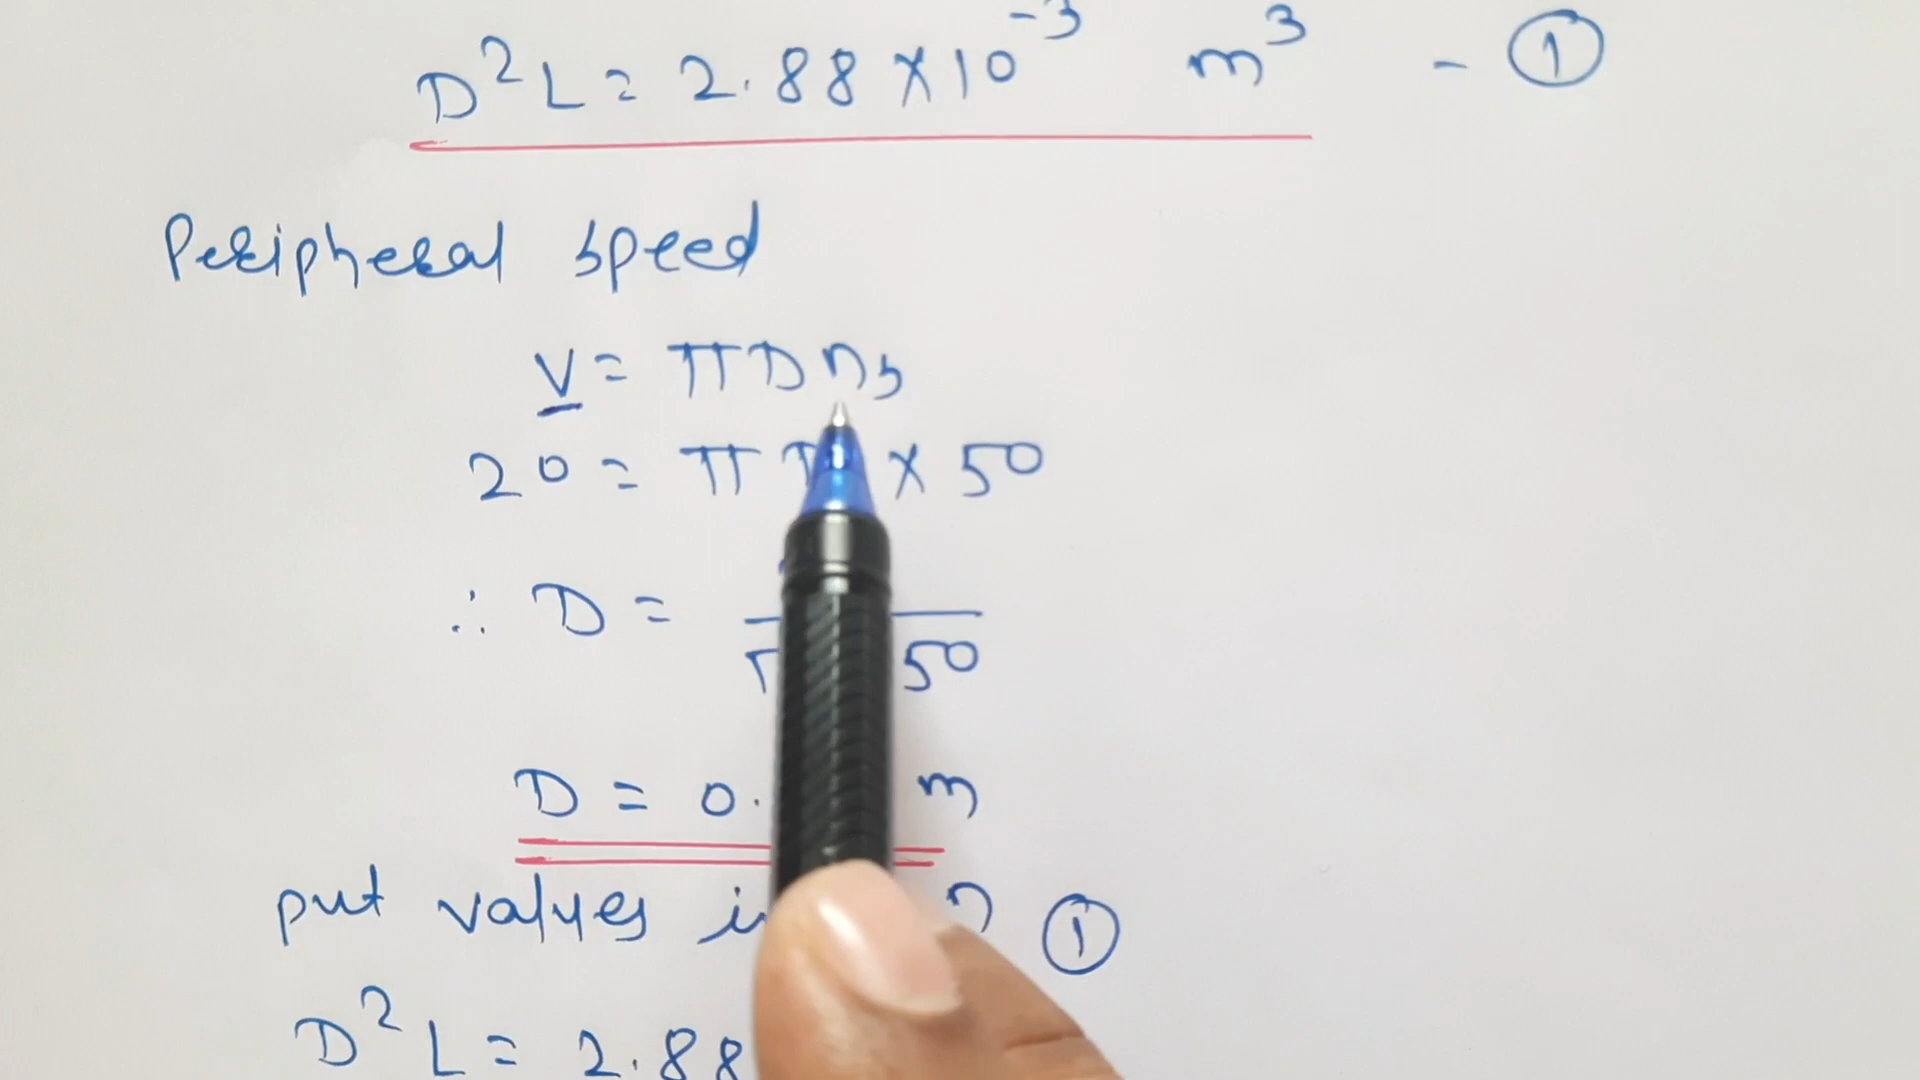 D²L = 2.88 × 10⁻³ m³ - ①
Peripheral speed
V = πDns
20 = π × 50
∴ D =
50
D = 0. m
put values ①
D²L = 2.88